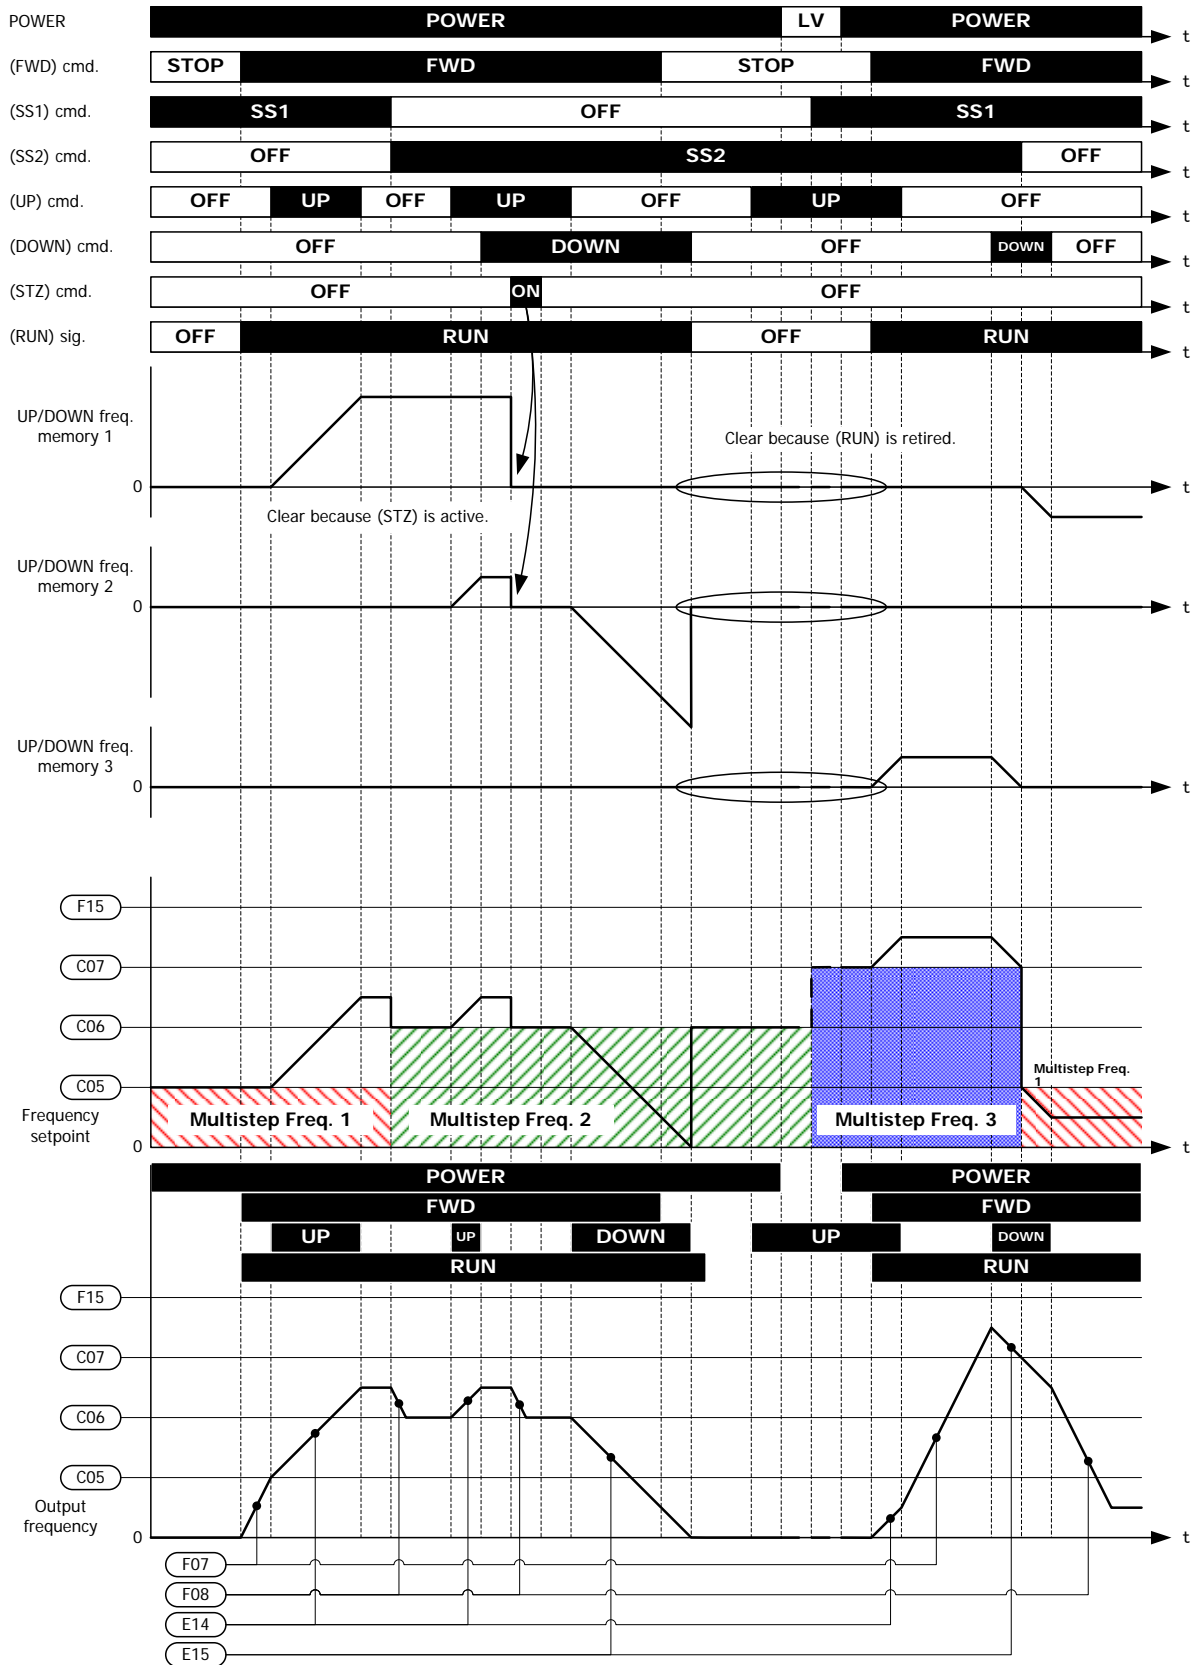 POWER POWER LV POWER t
(FWD) cmd. STOP FWD STOP FWD t
(SS1) cmd. SS1 OFF SS1 t
(SS2) cmd. OFF SS2 OFF t
(UP) cmd. OFF UP OFF UP OFF UP OFF t
(DOWN) cmd. OFF DOWN OFF DOWN OFF t
(STZ) cmd. OFF ON OFF t
(RUN) sig. OFF RUN OFF RUN t
UP/DOWN freq.
memory 1
Clear because (RUN) is retired.
0 t
Clear because (STZ) is active.
UP/DOWN freq.
memory 2
0 t
UP/DOWN freq.
memory 3
0 t
F15
C07
C06
C05
Multistep Freq.
1
Frequency
setpoint
Multistep Freq. 1 Multistep Freq. 2 Multistep Freq. 3
0 t
POWER POWER
FWD FWD
UP UP DOWN UP DOWN
RUN RUN
F15
C07
C06
C05
Output
frequency
0 t
F07
F08
E14
E15